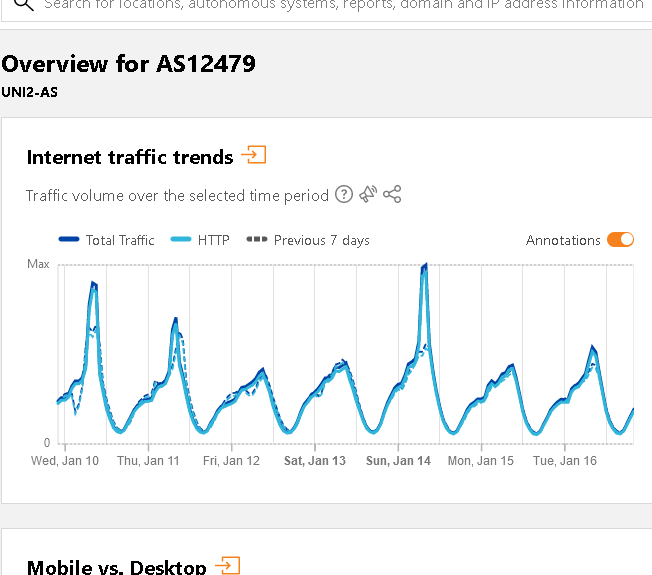 Search for locations, autonomous systems, reports, domain and IP address information
Overview for AS12479
UNI2-AS
Internet traffic trends
Traffic volume over the selected time period ?
Total Traffic HTTP Previous 7 days Annotations
Max
0
Wed, Jan 10 Thu, Jan 11 Fri, Jan 12 Sat, Jan 13 Sun, Jan 14 Mon, Jan 15 Tue, Jan 16
Mobile vs. Desktop